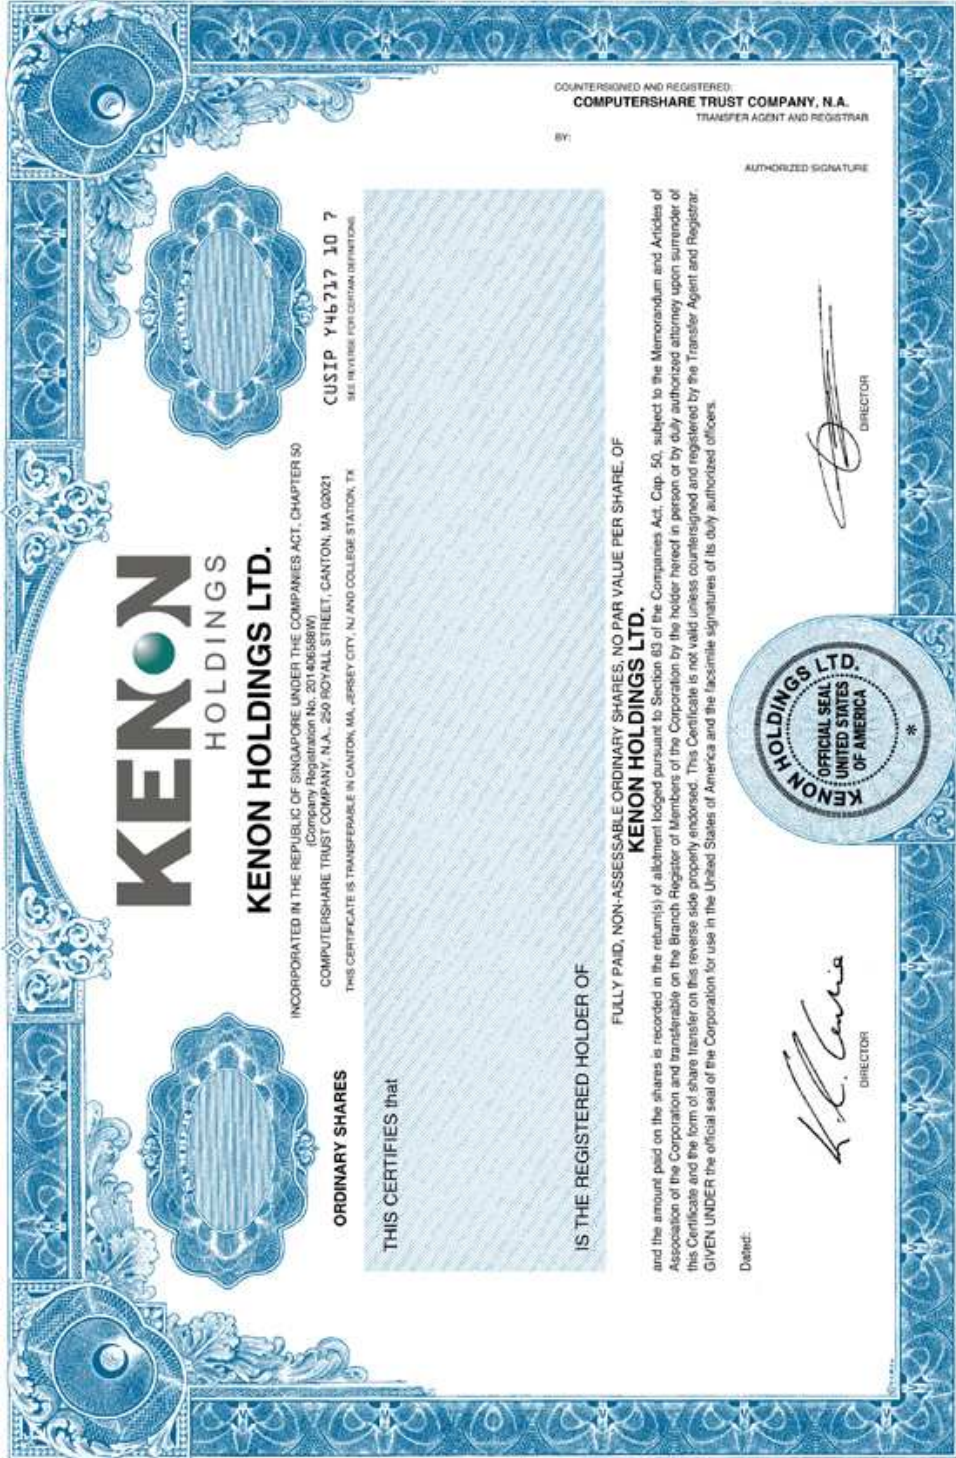 KENON
HOLDINGS
KENON HOLDINGS LTD.
INCORPORATED IN THE REPUBLIC OF SINGAPORE UNDER THE COMPANIES ACT, CHAPTER 50
(Company Registration No. 201406588W)
COMPUTERSHARE TRUST COMPANY, N.A., 250 ROYALL STREET, CANTON, MA 02021
THIS CERTIFICATE IS TRANSFERABLE IN CANTON, MA, JERSEY CITY, NJ AND COLLEGE STATION, TX
ORDINARY SHARES
CUSIP Y46717 10 7
SEE REVERSE FOR CERTAIN DEFINITIONS
THIS CERTIFIES that
IS THE REGISTERED HOLDER OF
FULLY PAID, NON-ASSESSABLE ORDINARY SHARES, NO PAR VALUE PER SHARE, OF
KENON HOLDINGS LTD.
and the amount paid on the shares is recorded in the return(s) of allotment lodged pursuant to Section 63 of the Companies Act, Cap. 50, subject to the Memorandum and Articles of
Association of the Corporation and transferable on the Branch Register of Members of the Corporation by the holder hereof in person or by duly authorized attorney upon surrender of
this Certificate and the form of share transfer on this reverse side properly endorsed. This Certificate is not valid unless countersigned and registered by the Transfer Agent and Registrar.
GIVEN UNDER the official seal of the Corporation for use in the United States of America and the facsimile signatures of its duly authorized officers.
Dated:
DIRECTOR
KENON HOLDINGS LTD.
OFFICIAL SEAL
UNITED STATES
OF AMERICA
*
DIRECTOR
COUNTERSIGNED AND REGISTERED:
COMPUTERSHARE TRUST COMPANY, N.A.
TRANSFER AGENT AND REGISTRAR
BY:
AUTHORIZED SIGNATURE